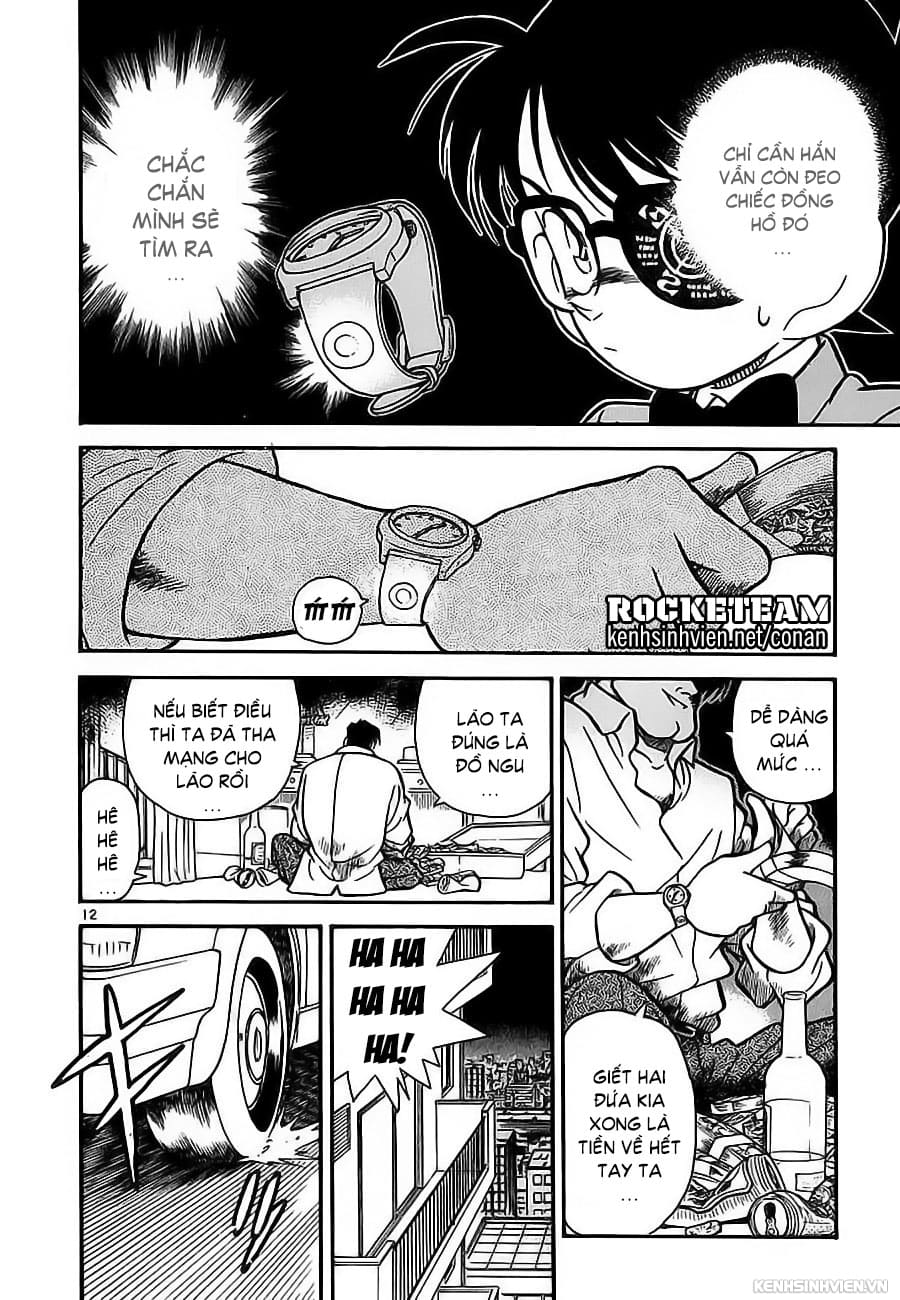 CHỈ CẦN HẮN
VẪN CÒN ĐEO
CHIẾC ĐỒNG
HỒ ĐÓ
...
CHẮC
CHẮN
MÌNH SẼ
TÌM RA
...
TÍT TÍT
ROCKETEAM
kenhsinhvien.net/conan
DỄ DÀNG
QUÁ
MỨC ...
GIẾT HAI
ĐỨA KIA
XONG LÀ
TIỀN VỀ HẾT
TAY TA
...
LÃO TA
ĐÚNG LÀ
ĐỒ NGU
...
NẾU BIẾT ĐIỀU
THÌ TA ĐÃ THA
MẠNG CHO
LÃO RỒI
...
HÊ
HÊ
HÊ
...
12
HA HA
HA HA
HA!
KENHSINHVIEN.VN